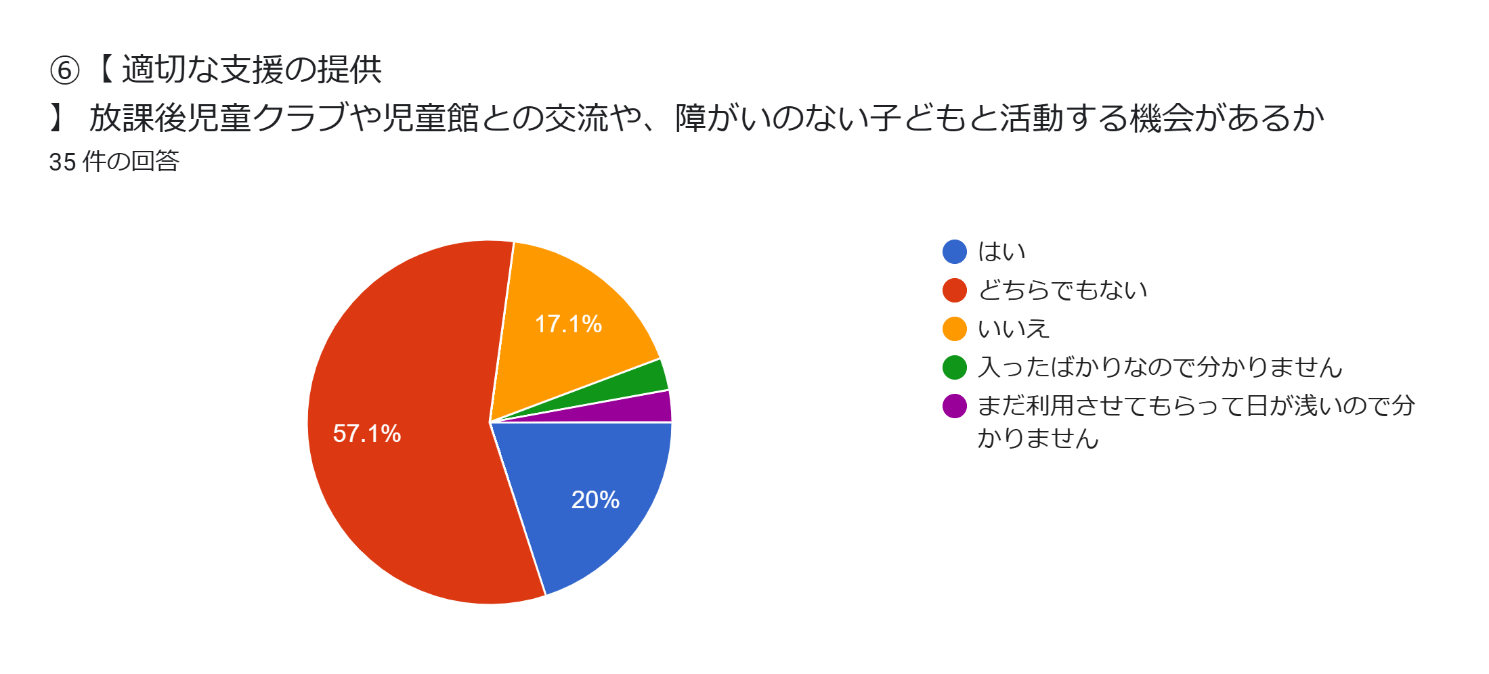 ⑥【 適切な支援の提供
】 放課後児童クラブや児童館との交流や、障がいのない子どもと活動する機会があるか
35 件の回答
17.1%
57.1%
20%
はい
どちらでもない
いいえ
入ったばかりなので分かりません
まだ利用させてもらって日が浅いので分
かりません